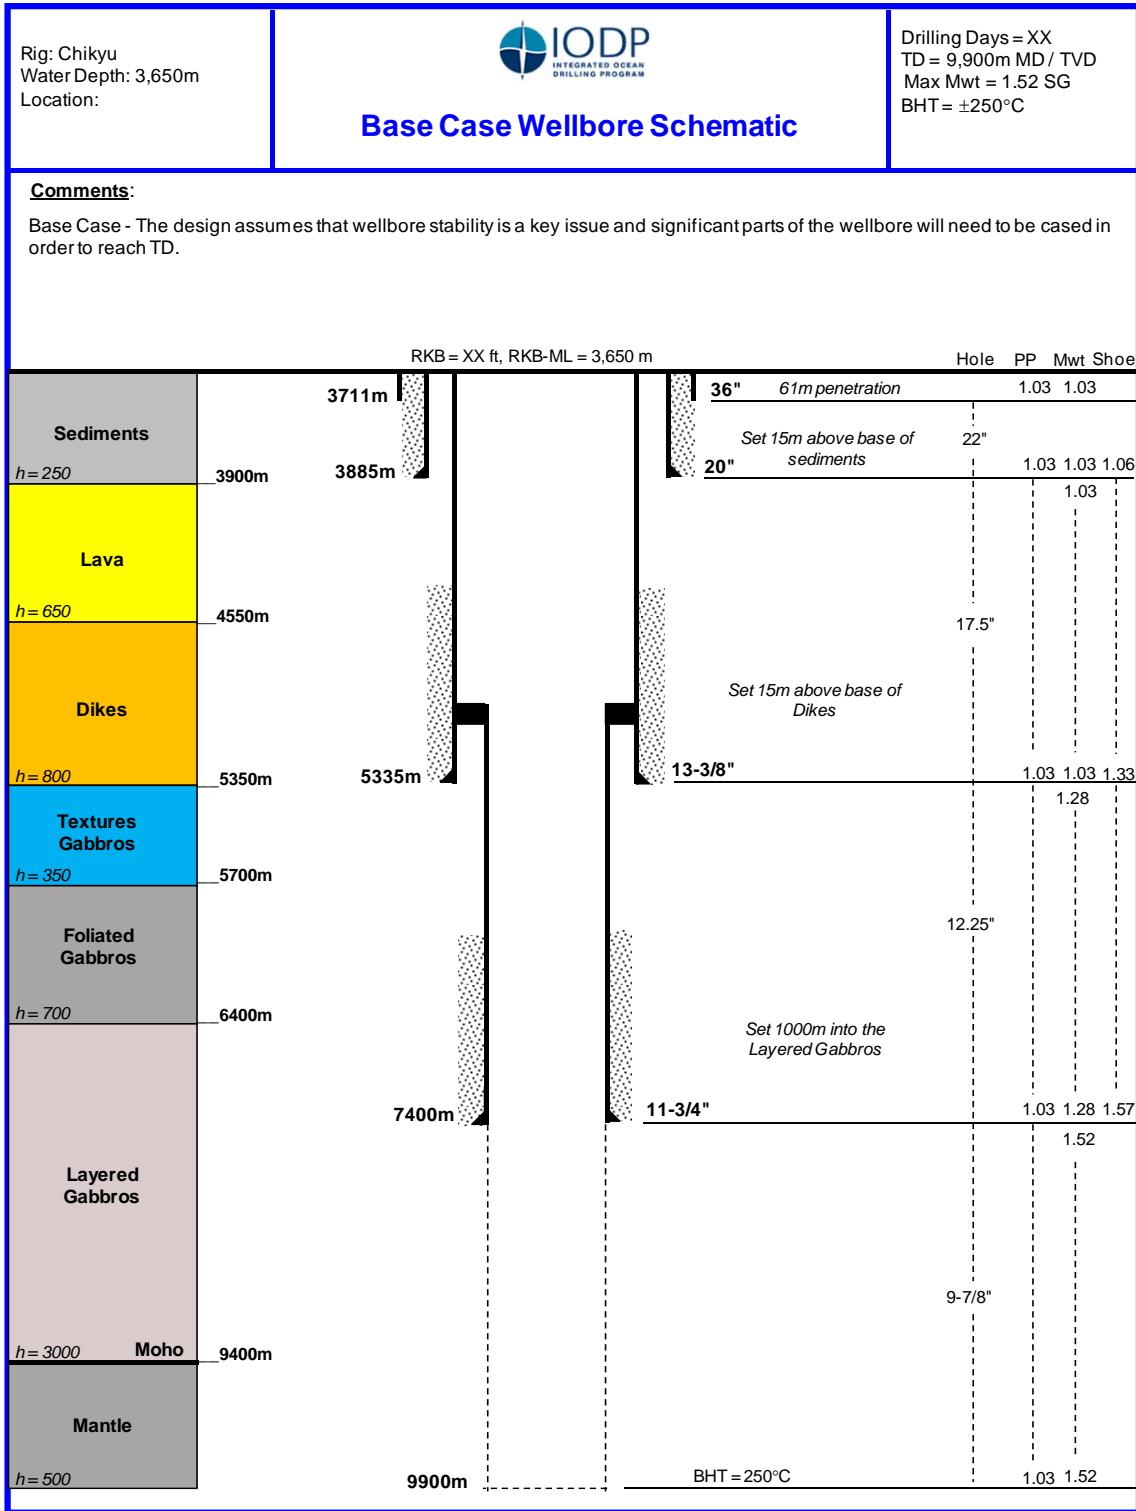 Rig: Chikyu
Water Depth: 3,650m
Location:
IODP
INTEGRATED OCEAN
DRILLING PROGRAM
Base Case Wellbore Schematic
Drilling Days = XX
TD = 9,900m MD / TVD
Max Mwt = 1.52 SG
BHT = ±250°C
Comments:
Base Case - The design assumes that wellbore stability is a key issue and significant parts of the wellbore will need to be cased in
order to reach TD.
RKB = XX ft, RKB-ML = 3,650 m
Hole PP Mwt Shoe
3711m 36" 61m penetration 1.03 1.03
Sediments
Set 15m above base of
sediments
22"
h = 250 3900m 3885m 20" 1.03 1.03 1.06
1.03
Lava
h = 650 4550m
17.5"
Set 15m above base of
Dikes
Dikes
h = 800 5350m 5335m 13-3/8" 1.03 1.03 1.33
1.28
Textures
Gabbros
h = 350 5700m
12.25"
Foliated
Gabbros
h = 700 6400m
Set 1000m into the
Layered Gabbros
7400m 11-3/4" 1.03 1.28 1.57
1.52
Layered
Gabbros
9-7/8"
h = 3000 Moho 9400m
Mantle
h = 500 9900m BHT = 250°C 1.03 1.52